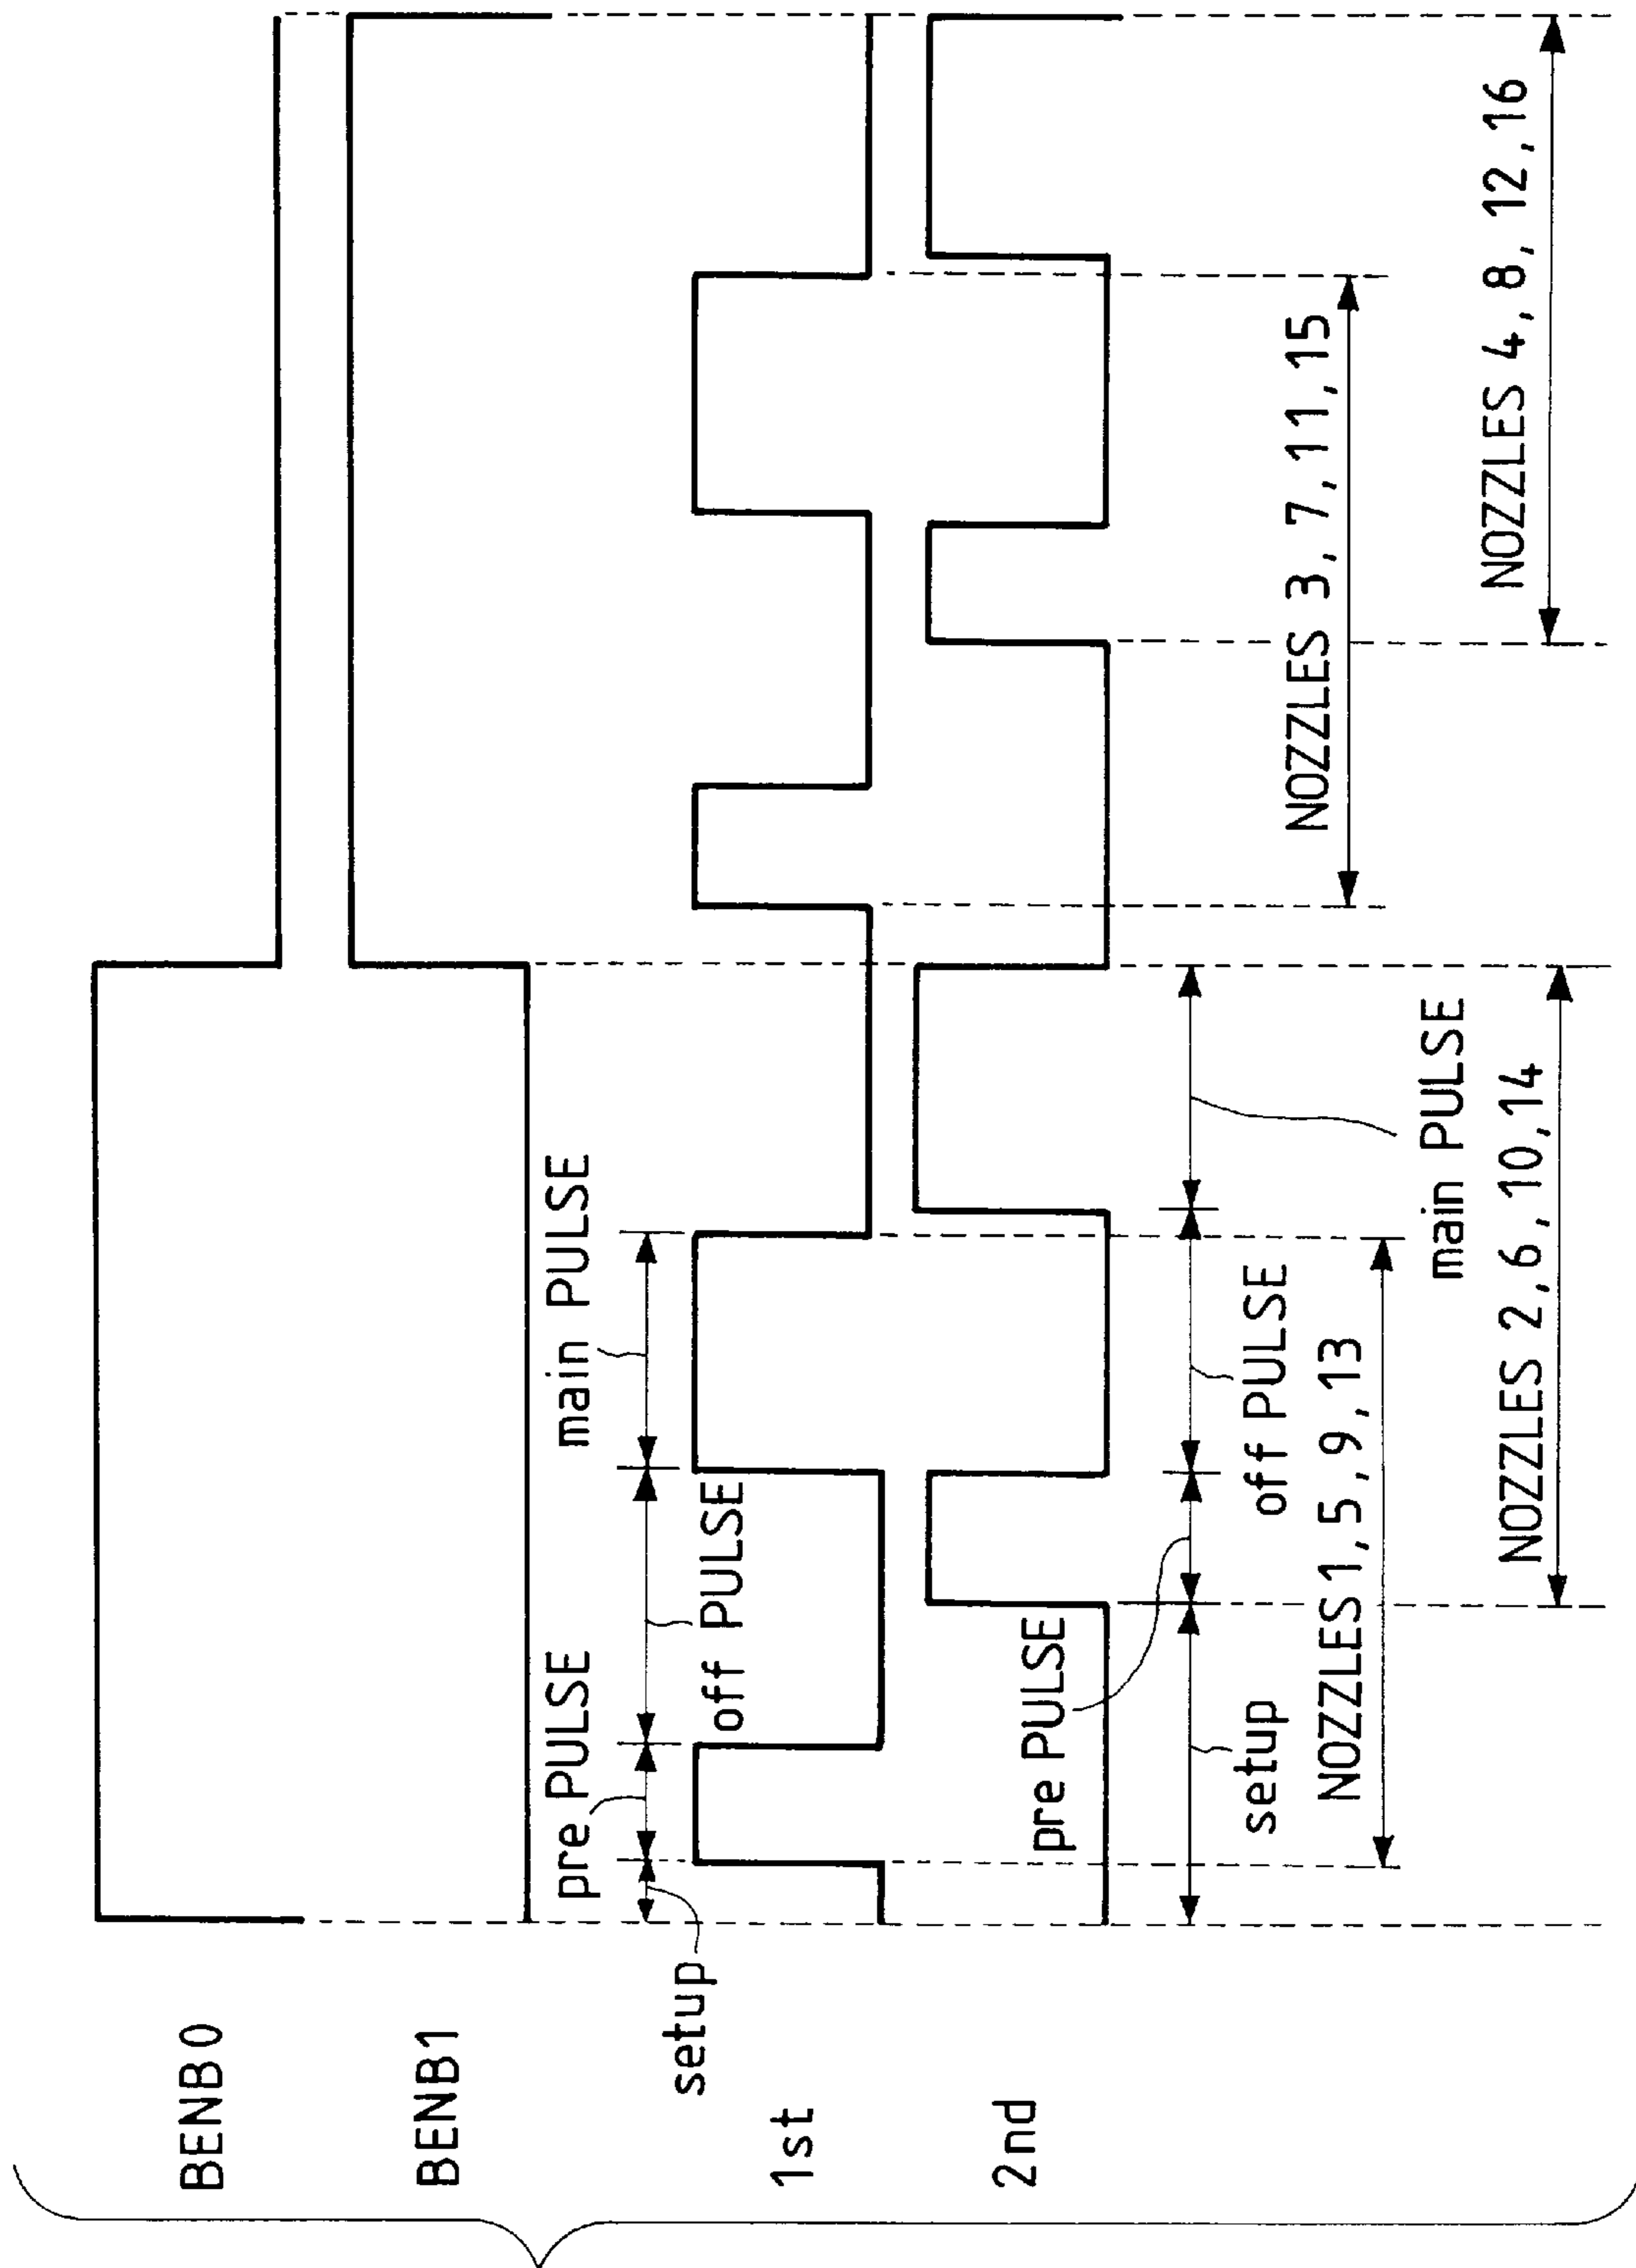 BENB0
BENB1
setup
pre PULSE
off PULSE
main PULSE
1st
2nd
setup
pre PULSE
off PULSE
main PULSE
NOZZLES 1,5,9,13
NOZZLES 2,6,10,14
NOZZLES 3,7,11,15
NOZZLES 4,8,12,16